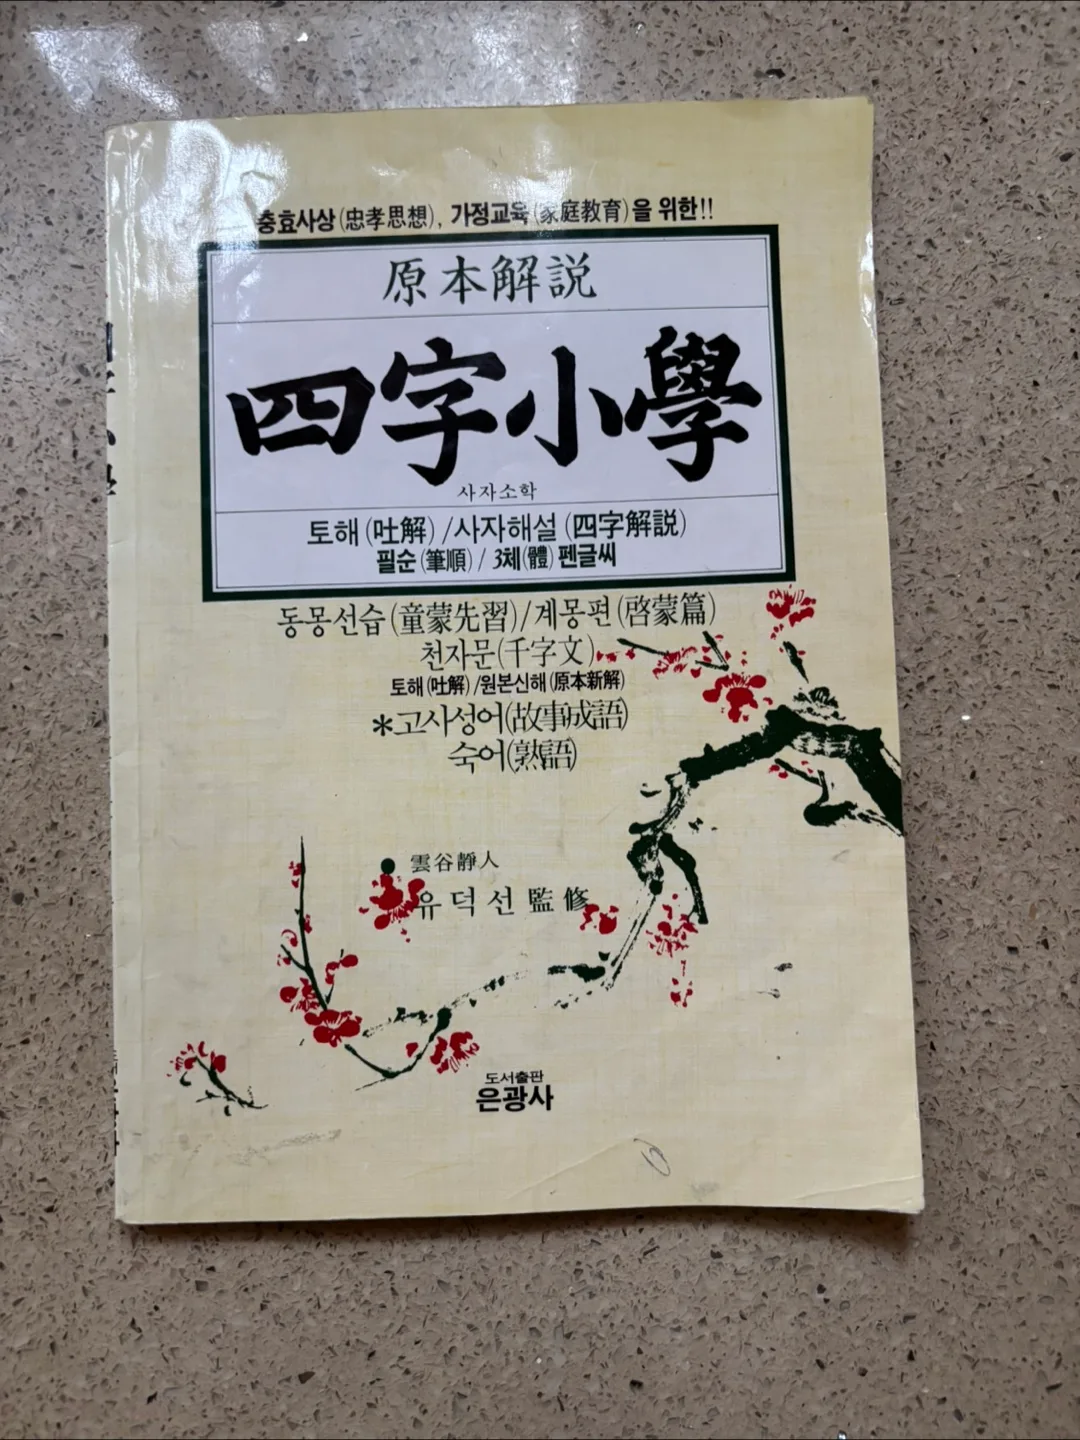 충효사상(忠孝思想), 가정교육(家庭教育)을 위한!!
原本解説
四字小學
사자소학
토해(吐解)/사자해설(四字解説)
필순(筆順)/3체(體)펜글씨
동몽선습(童蒙先習)/계몽편(啓蒙篇)
천자문(千字文)
토해(吐解)/원본신해(原本新解)
*고사성어(故事成語)
숙어(熟語)
●雲谷靜人
유덕선監修
도서출판
은광사